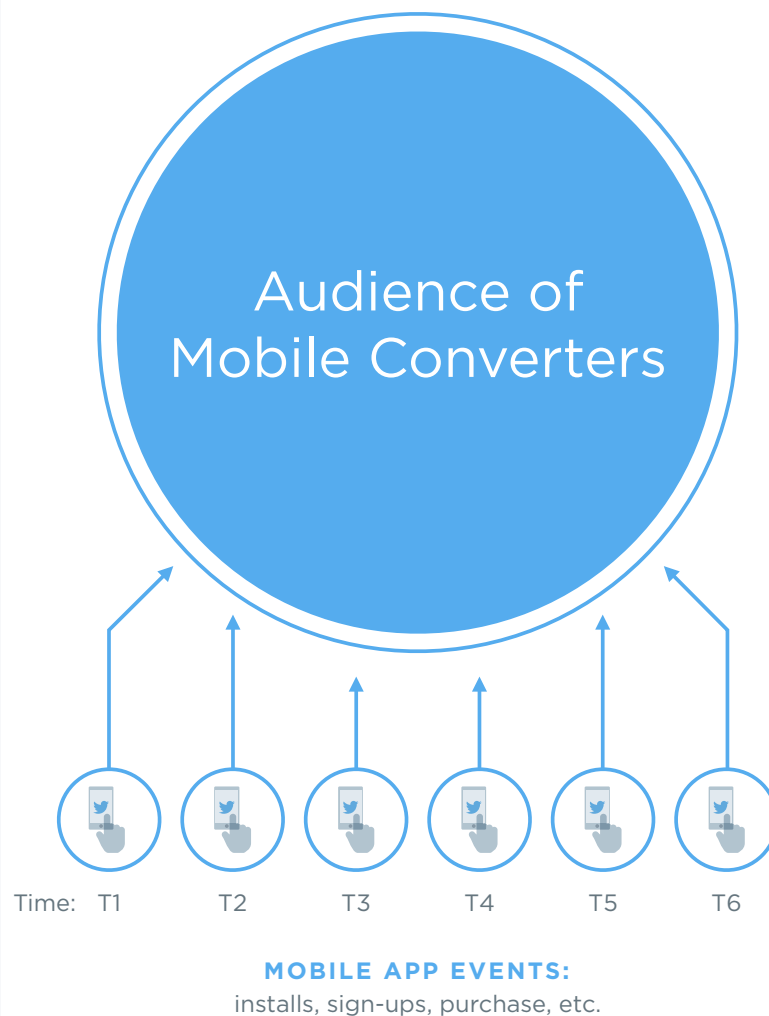 Audience of
Mobile Converters
Time: T1 T2 T3 T4 T5 T6
MOBILE APP EVENTS:
installs, sign-ups, purchase, etc.